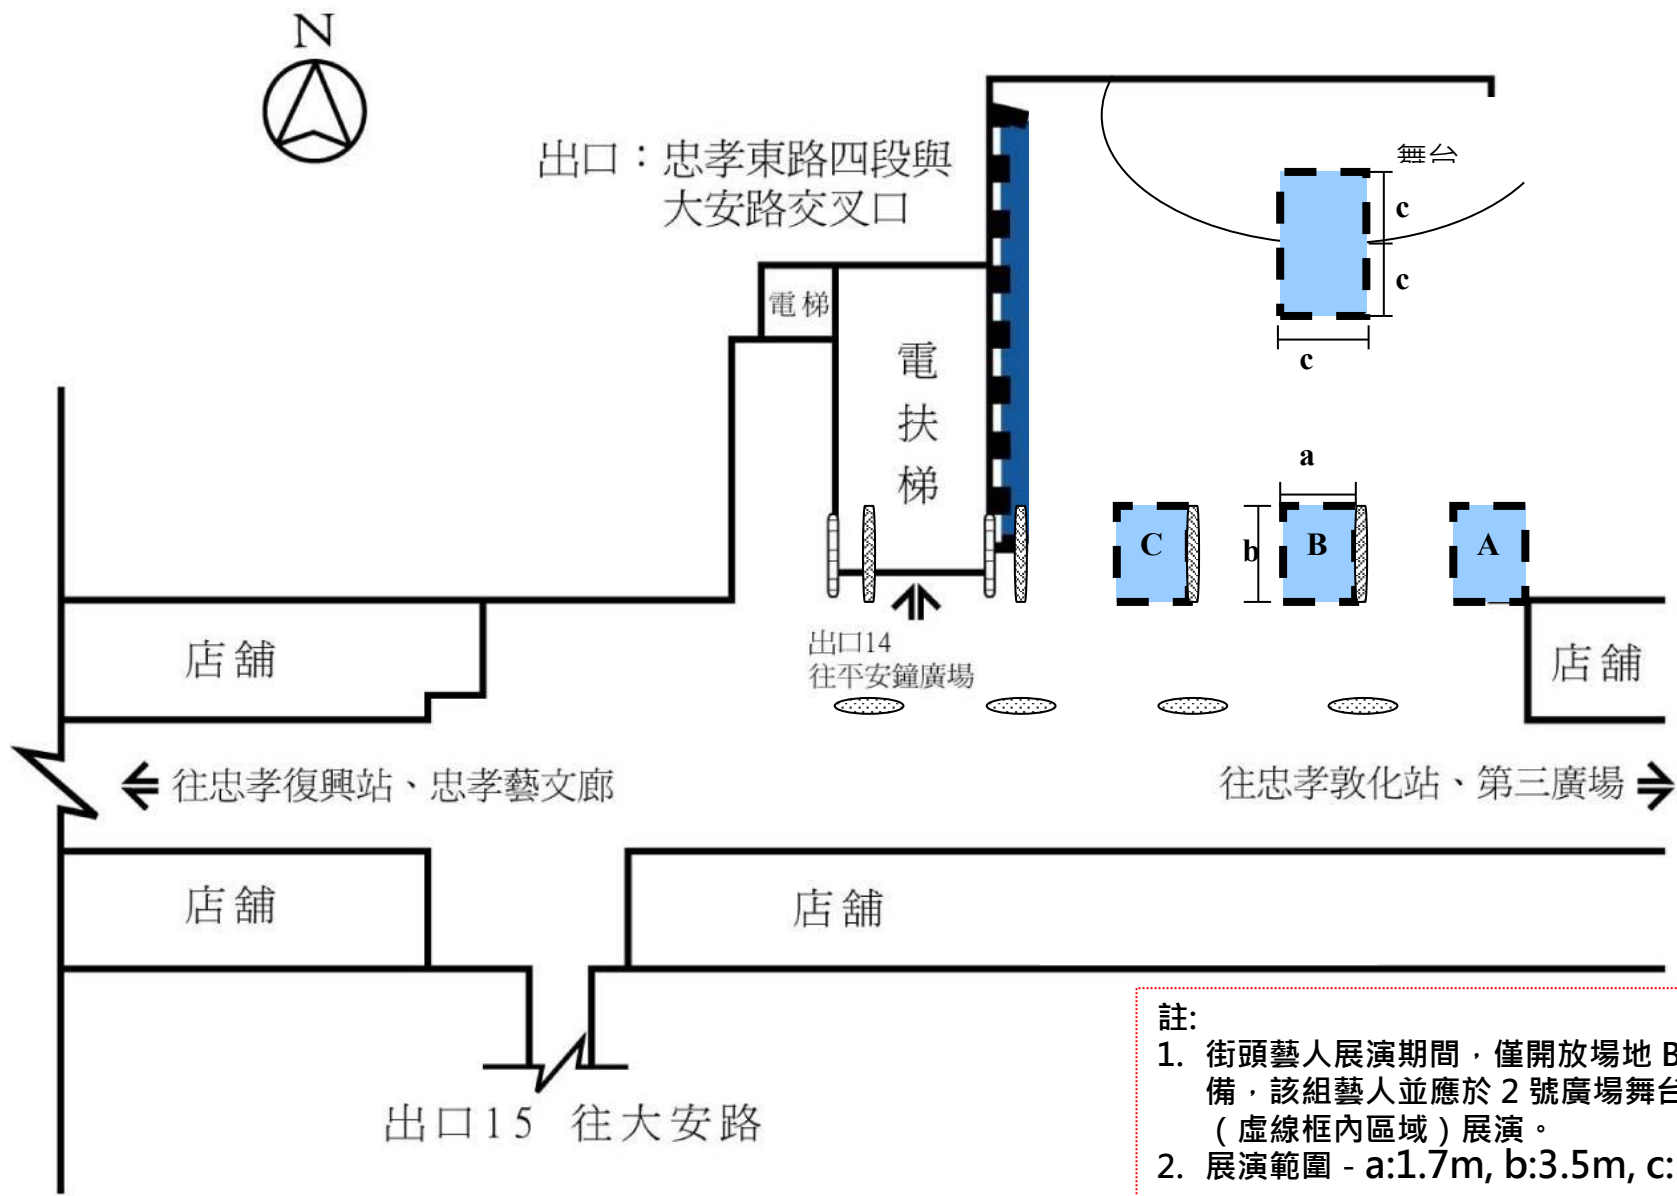 N
出口：忠孝東路四段與
大安路交叉口
舞台
c
c
c
電梯
電
扶
梯
a
b
C
B
A
出口14
往平安鐘廣場
店舖
店舖
往忠孝復興站、忠孝藝文廊
往忠孝敦化站、第三廣場
店舖
店舖
出口15 往大安路
註:
1. 街頭藝人展演期間，僅開放場地 B
備，該組藝人並應於 2 號廣場舞台
（虛線框內區域）展演。
2. 展演範圍 - a:1.7m, b:3.5m, c: